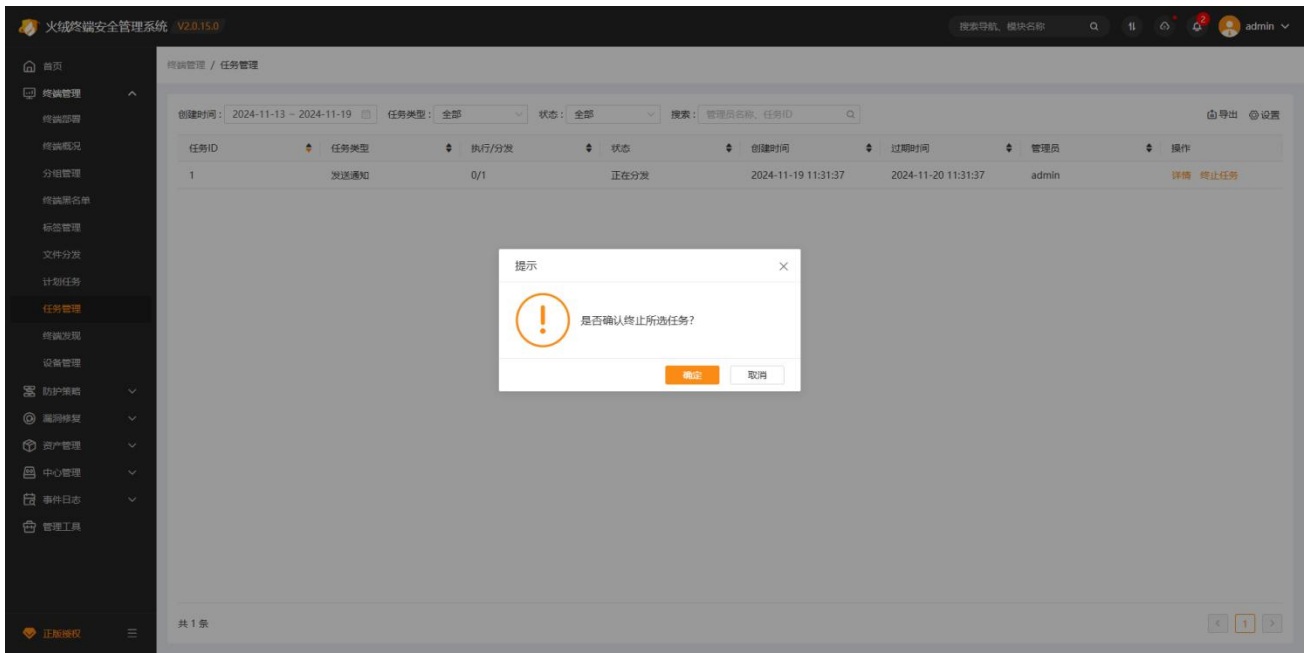 火绒终端安全管理系统 V2.0.15.0
搜索导航、模块名称
2
admin
首页
终端管理
终端部署
终端概况
分组管理
终端黑名单
标签管理
文件分发
计划任务
任务管理
终端发现
设备管理
防护策略
漏洞修复
资产管理
中心管理
事件日志
管理工具
正版授权
终端管理 / 任务管理
创建时间: 2024-11-13 ~ 2024-11-19 任务类型: 全部 状态: 全部 搜索: 管理员名称、任务ID 导出 设置
任务ID 任务类型 执行/分发 状态 创建时间 过期时间 管理员 操作
1 发送通知 0/1 正在分发 2024-11-19 11:31:37 2024-11-20 11:31:37 admin 详情 终止任务
提示
是否确认终止所选任务?
确定 取消
共 1 条
< 1 >